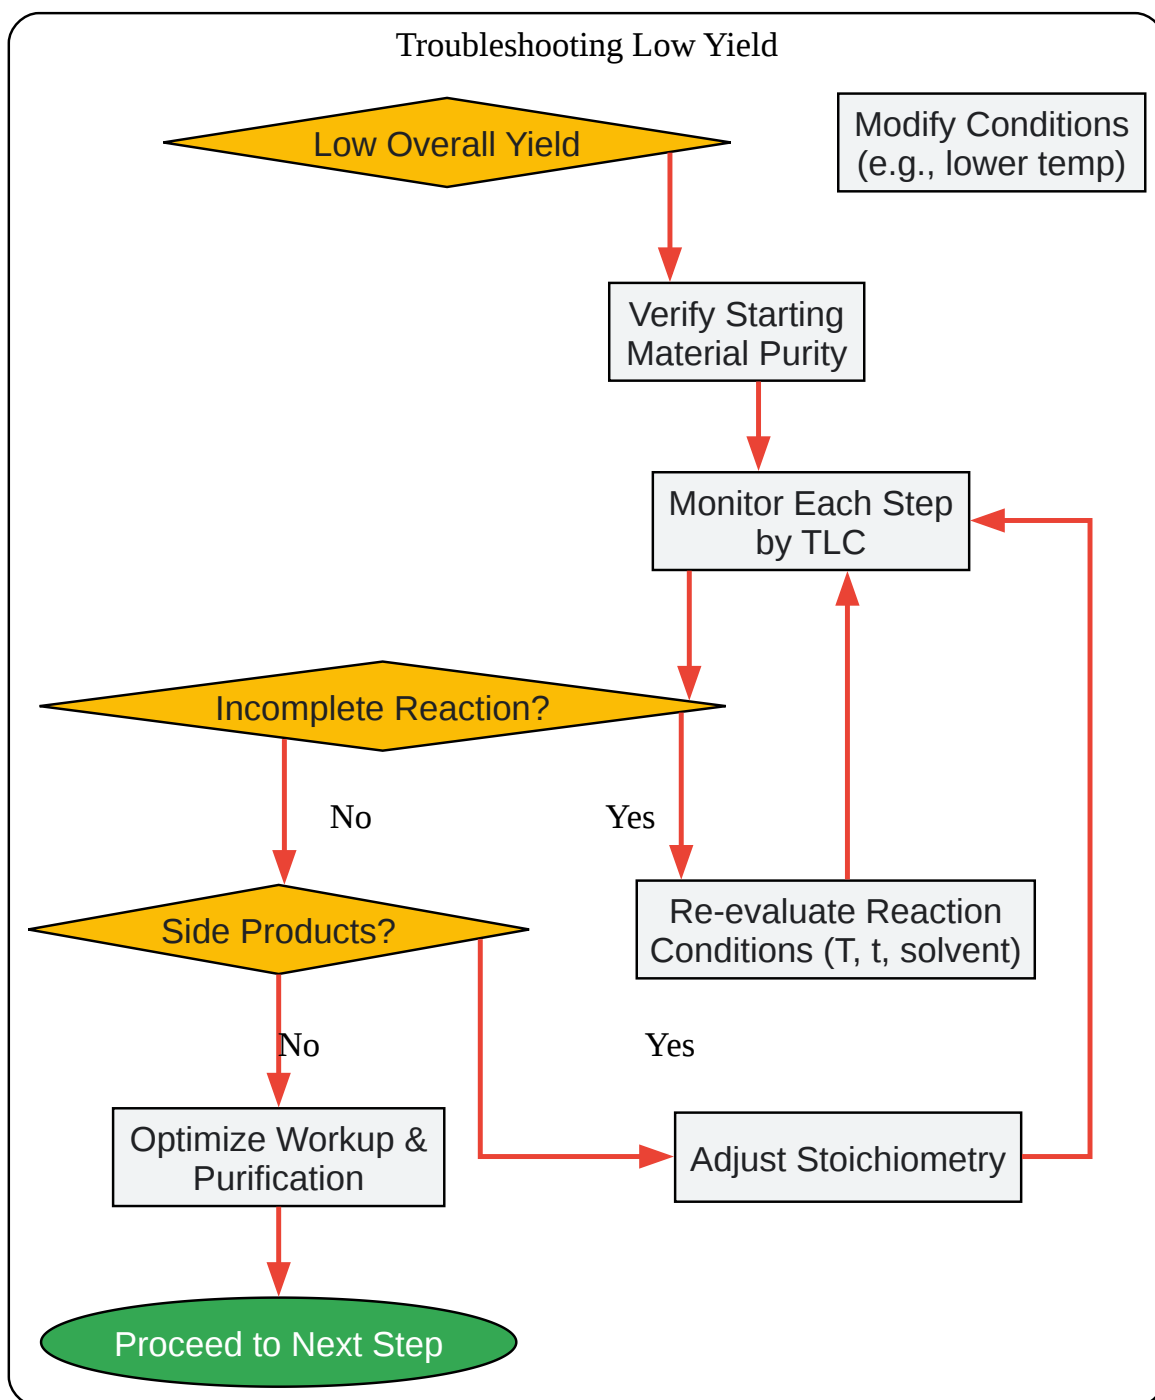 Troubleshooting Low Yield
Low Overall Yield
Modify Conditions
(e.g., lower temp)
Verify Starting
Material Purity
Monitor Each Step
by TLC
Incomplete Reaction?
No
Yes
Side Products?
Re-evaluate Reaction
Conditions (T, t, solvent)
No
Yes
Optimize Workup &
Purification
Adjust Stoichiometry
Proceed to Next Step